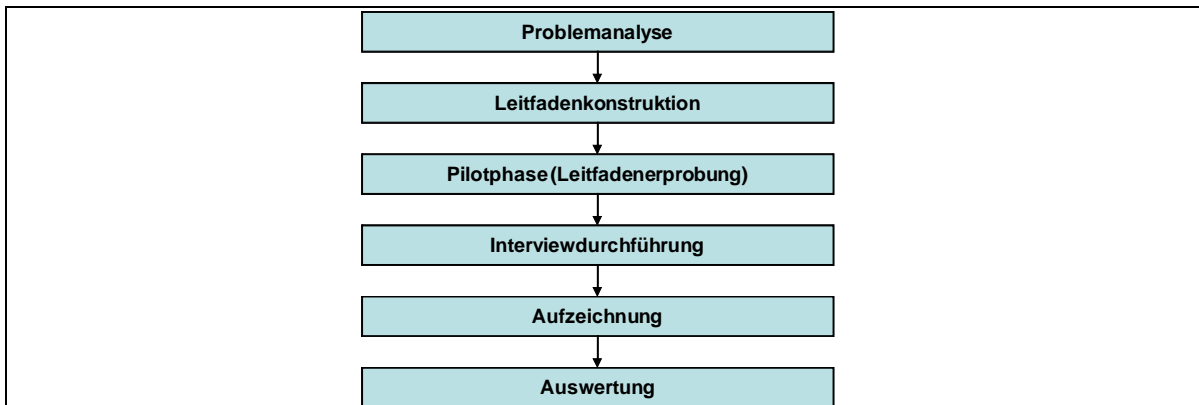 Problemanalyse
Leitfadenkonstruktion
Pilotphase (Leitfadenerprobung)
Interviewdurchführung
Aufzeichnung
Auswertung